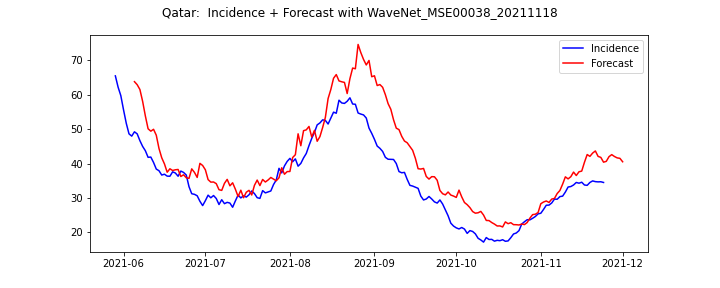 Qatar:  Incidence + Forecast with WaveNet_MSE00038_20211118
Incidence
Forecast
70
60
50
40
30
20
2021-06 2021-07 2021-08 2021-09 2021-10 2021-11 2021-12